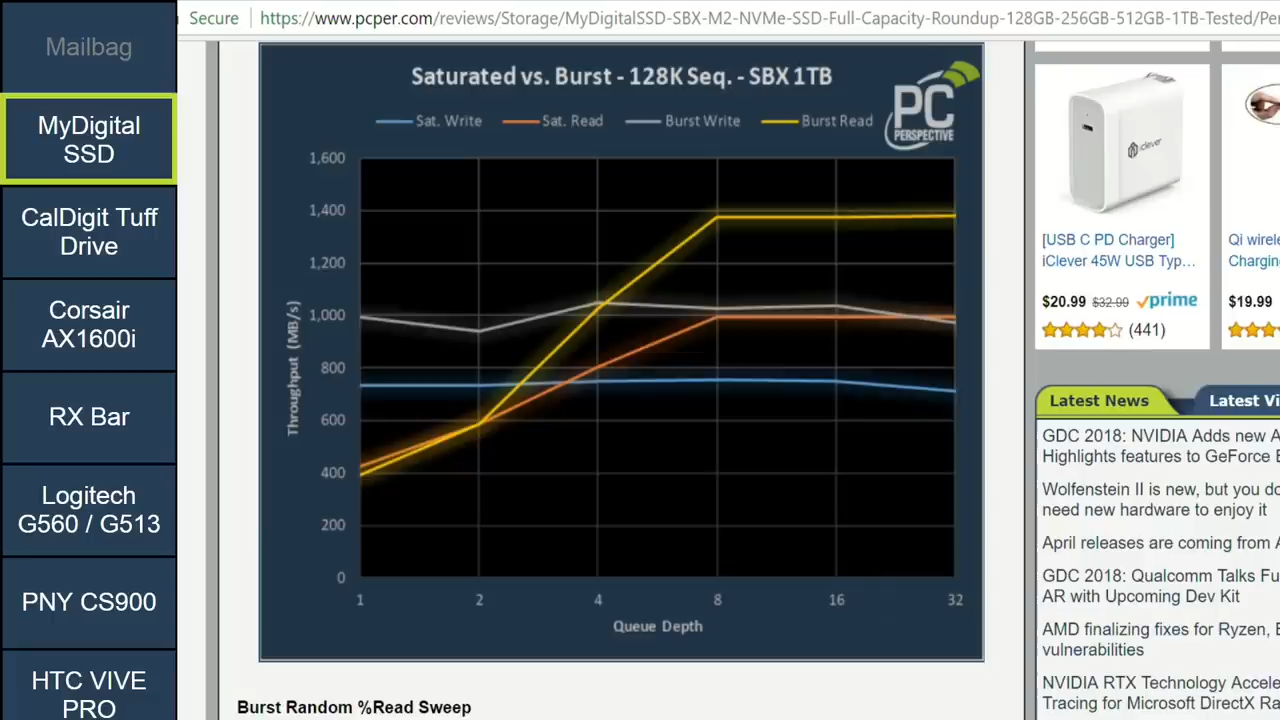 Mailbag
MyDigital
SSD
CalDigit Tuff
Drive
Corsair
AX1600i
RX Bar
Logitech
G560 / G513
PNY CS900
HTC VIVE
PRO
Secure
https://www.pcper.com/reviews/Storage/MyDigitalSSD-SBX-M2-NVMe-SSD-Full-Capacity-Roundup-128GB-256GB-512GB-1TB-Tested/Pe
Saturated vs. Burst - 128K Seq. - SBX 1TB
PC
PERSPECTIVE
Sat. Write
Sat. Read
Burst Write
Burst Read
1,600
1,400
1,200
1,000
800
600
400
200
0
Throughput (MB/s)
1
2
4
8
16
32
Queue Depth
Burst Random %Read Sweep
iclever
[USB C PD Charger]
iClever 45W USB Typ...
$20.99 $32.99 prime
(441)
Qi wirele
Charging
$19.99
Latest News
Latest Vi
GDC 2018: NVIDIA Adds new A
Highlights features to GeForce E
Wolfenstein II is new, but you do
need new hardware to enjoy it
April releases are coming from A
GDC 2018: Qualcomm Talks Fu
AR with Upcoming Dev Kit
AMD finalizing fixes for Ryzen, E
vulnerabilities
NVIDIA RTX Technology Accele
Tracing for Microsoft DirectX Ra